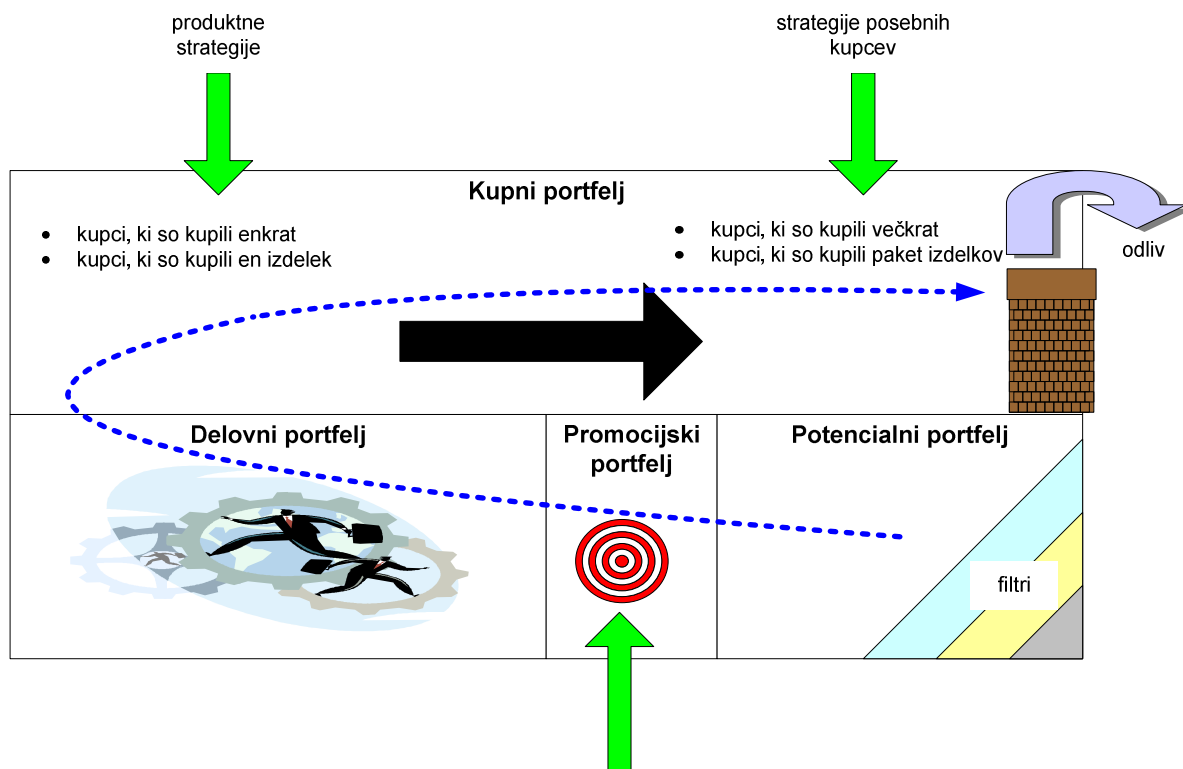 produktne
strategije
strategije posebnih
kupcev
Kupni portfelj
• kupci, ki so kupili enkrat
• kupci, ki so kupili en izdelek
• kupci, ki so kupili večkrat
• kupci, ki so kupili paket izdelkov
odliv
Delovni portfelj
Promocijski
portfelj
Potencialni portfelj
filtri